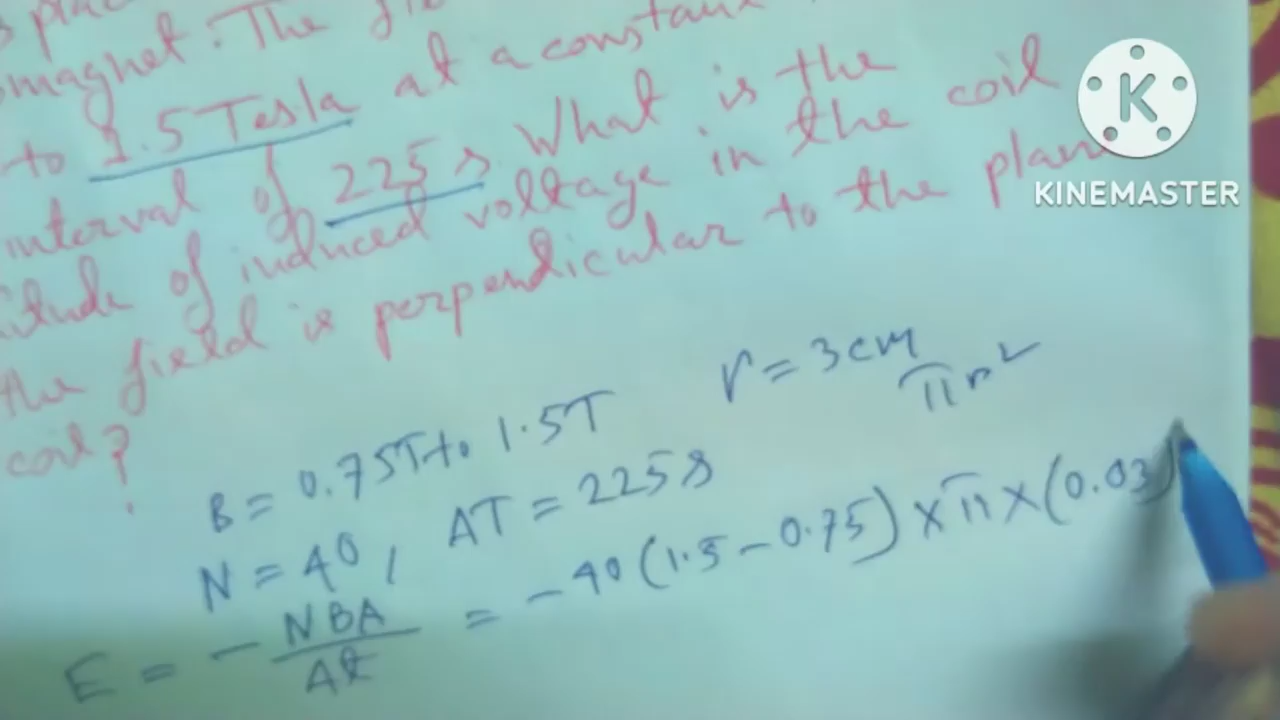 magnet. The
to 1.5 Tesla at a constant
interval of 225 s. What is the
of induced voltage in the coil
the field is perpendicular to the plane
coil?
r = 3 cm
πr²
B = 0.75T to 1.5T
N = 40, ΔT = 225 s
E = - NBA / Δt = - 40 (1.5 - 0.75) × π × (0.03)
K
KINEMASTER